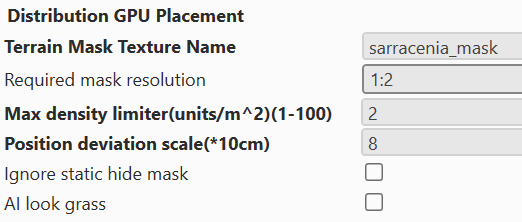 Distribution GPU Placement
Terrain Mask Texture Name sarracenia_mask
Required mask resolution 1:2
Max density limiter(units/m^2)(1-100) 2
Position deviation scale(*10cm) 8
Ignore static hide mask
AI look grass